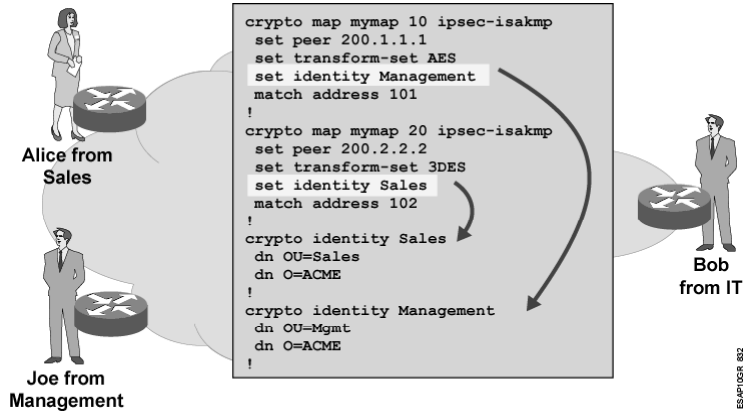 crypto map mymap 10 ipsec-isakmp
set peer 200.1.1.1
set transform-set AES
set identity Management
match address 101
!
crypto map mymap 20 ipsec-isakmp
set peer 200.2.2.2
set transform-set 3DES
set identity Sales
match address 102
!
crypto identity Sales
dn OU=Sales
dn O=ACME
!
crypto identity Management
dn OU=Mgmt
dn O=ACME
!
Alice from
Sales
Joe from
Management
Bob
from IT
ESAP10GR_832